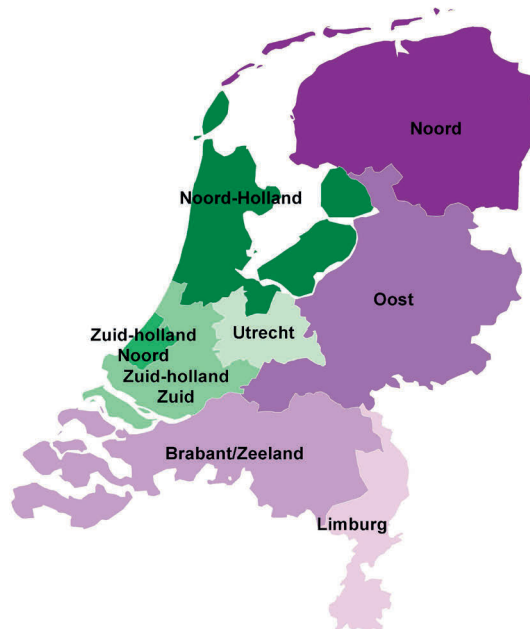 Noord
Noord-Holland
Oost
Utrecht
Zuid-holland
Noord
Zuid-holland
Zuid
Brabant/Zeeland
Limburg